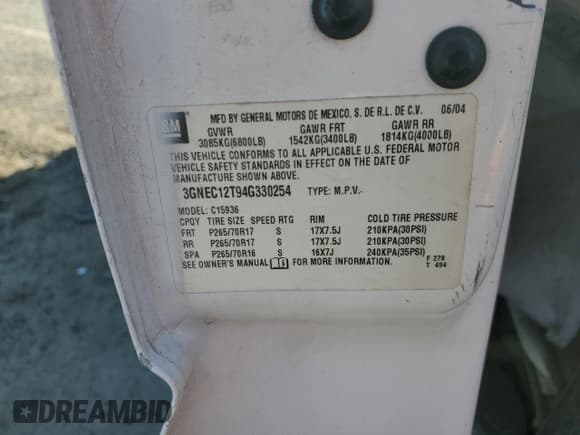 GM
MFD BY GENERAL MOTORS DE MEXICO, S. DE R.L. DE C.V. 06/04
GVWR GAWR FRT GAWR RR
3085KG(6800LB) 1542KG(3400LB) 1814KG(4000LB)
THIS VEHICLE CONFORMS TO ALL APPLICABLE U.S. FEDERAL MOTOR
VEHICLE SAFETY STANDARDS IN EFFECT ON THE DATE OF
MANUFACTURE SHOWN ABOVE.
3GNEC12T94G330254 TYPE: M.P.V.
MODEL: C15936
CPQY TIRE SIZE SPEED RTG RIM COLD TIRE PRESSURE
FRT P265/70R17 S 17X7.5J 210KPA(30PSI)
RR P265/70R17 S 17X7.5J 210KPA(30PSI)
SPA P265/70R16 S 16X7J 240KPA(35PSI)
SEE OWNER'S MANUAL FOR MORE INFORMATION.
F 279
T 494
DREAMBID